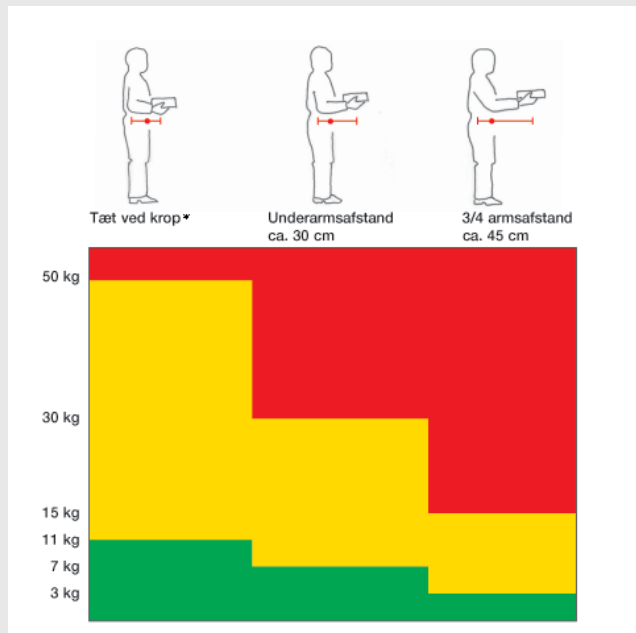 Tæt ved krop*
Underarmsafstand
ca. 30 cm
3/4 armsafstand
ca. 45 cm
50 kg
30 kg
15 kg
11 kg
7 kg
3 kg